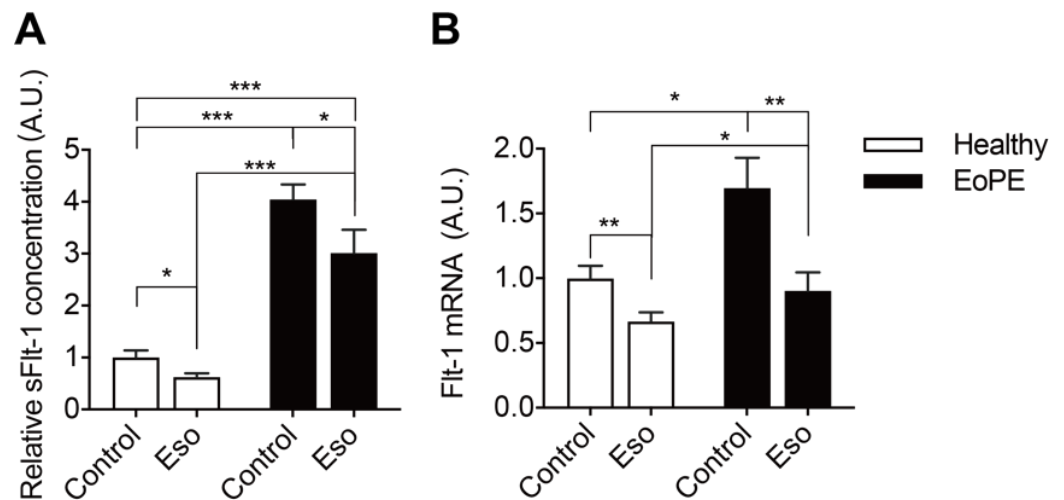 A
Relative sFlt-1 concentration (A.U.)
***
***
*
***
*
5
4
3
2
1
0
Control
Eso
Control
Eso
B
Flt-1 mRNA (A.U.)
*
**
*
**
2.0
1.5
1.0
0.5
0.0
Control
Eso
Control
Eso
Healthy
EoPE